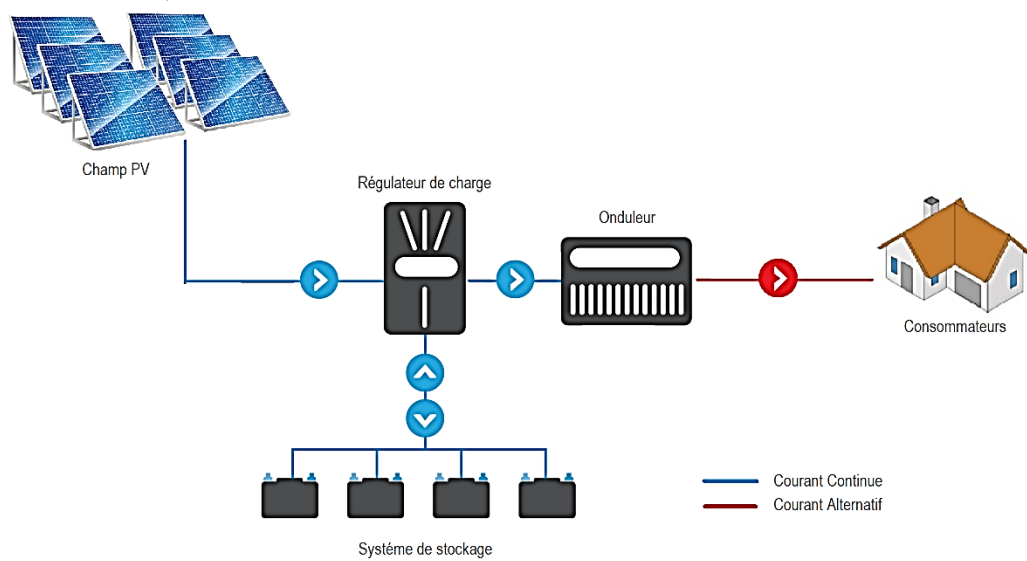 Champ PV
Régulateur de charge
Onduleur
Consommateurs
Courant Continue
Courant Alternatif
Systéme de stockage